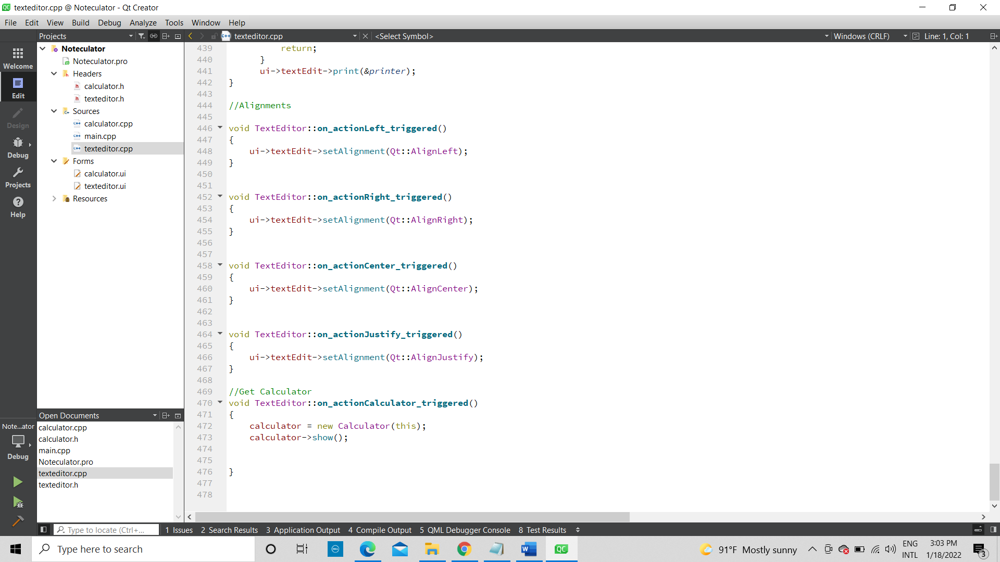 texteditor.cpp @ Noteculator - Qt Creator
File Edit View Build Debug Analyze Tools Window Help
Projects
texteditor.cpp
<Select Symbol>
Windows (CRLF)
Line: 1, Col: 1
Welcome
Edit
Design
Debug
Projects
Help
Noteculator
Noteculator.pro
Headers
calculator.h
texteditor.h
Sources
calculator.cpp
main.cpp
texteditor.cpp
Forms
calculator.ui
texteditor.ui
Resources
439 return;
440 }
441 ui->textEdit->print(&printer);
442 }
443
444 //Alignments
445
446 void TextEditor::on_actionLeft_triggered()
447 {
448 ui->textEdit->setAlignment(Qt::AlignLeft);
449 }
450
451
452 void TextEditor::on_actionRight_triggered()
453 {
454 ui->textEdit->setAlignment(Qt::AlignRight);
455 }
456
457
458 void TextEditor::on_actionCenter_triggered()
459 {
460 ui->textEdit->setAlignment(Qt::AlignCenter);
461 }
462
463
464 void TextEditor::on_actionJustify_triggered()
465 {
466 ui->textEdit->setAlignment(Qt::AlignJustify);
467 }
468
469 //Get Calculator
470 void TextEditor::on_actionCalculator_triggered()
471 {
472 calculator = new Calculator(this);
473 calculator->show();
474
475
476 }
477
478
Open Documents
calculator.cpp
calculator.h
main.cpp
Noteculator.pro
texteditor.cpp
texteditor.h
Note...ator
Debug
Type to locate (Ctrl+...
1 Issues 2 Search Results 3 Application Output 4 Compile Output 5 QML Debugger Console 8 Test Results
Type here to search
91°F Mostly sunny
ENG
INTL
3:03 PM
1/18/2022
3